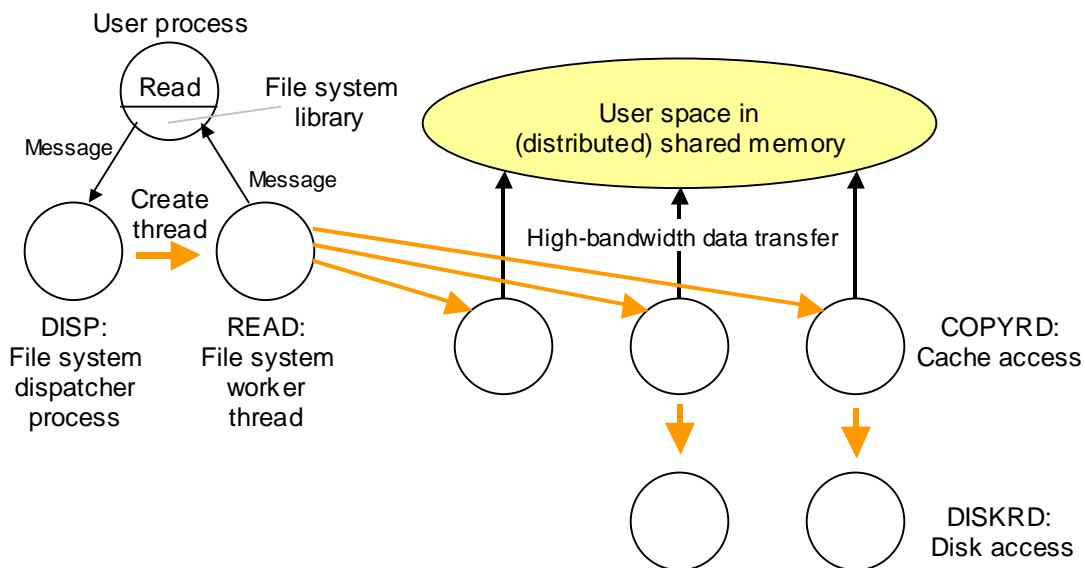 User process
Read
File system
library
User space in
(distributed) shared memory
Message
Message
Create
thread
High-bandwidth data transfer
DISP:
File system
dispatcher
process
READ:
File system
worker
thread
COPYRD:
Cache access
DISKRD:
Disk access